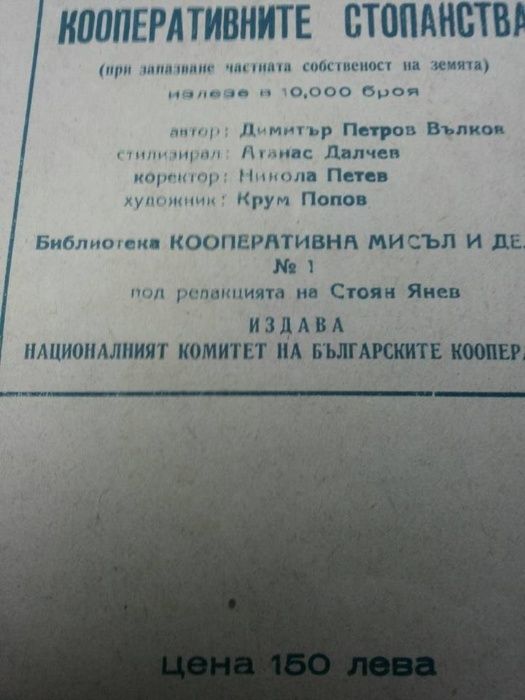 КООПЕРАТИВНИТЕ СТОПАНСТВА
(при запазване частната собственост на земята)
излезе в 10,000 броя
автор: Димитър Петров Вълков
стилизирал: Атанас Далчев
коректор: Никола Петев
художник: Крум Попов
Библиотека КООПЕРАТИВНА МИСЪЛ И ДЕ
№ 1
под редакцията на Стоян Янев
ИЗДАВА
НАЦИОНАЛНИЯТ КОМИТЕТ НА БЪЛГАРСКИТЕ КООПЕР
цена 150 лева